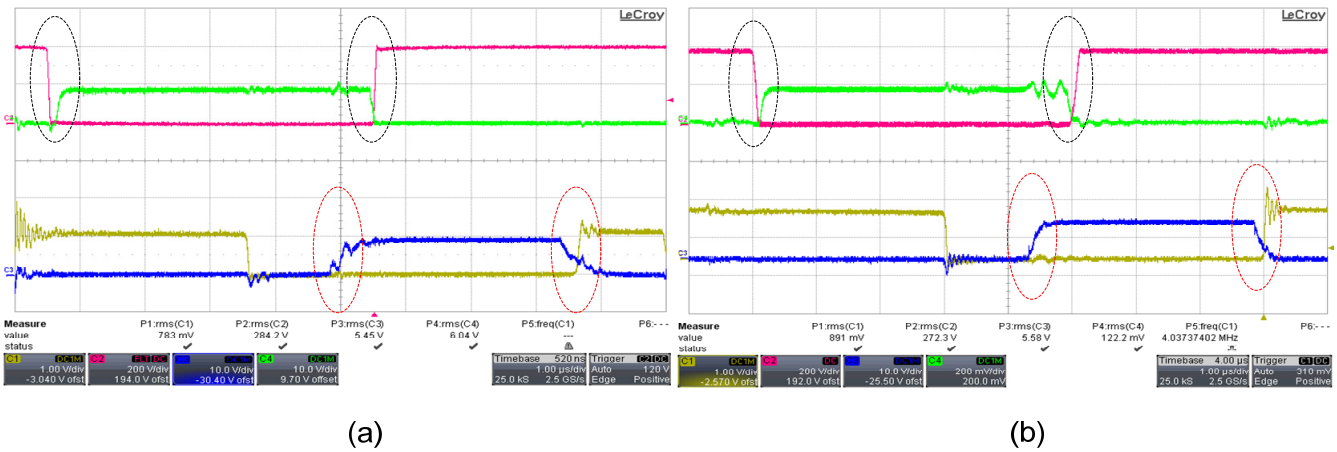 LeCroy
C3
Measure P1:rms(C1) P2:rms(C2) P3:rms(C3) P4:rms(C4) P5:freq(C1) P6:- - -
value 783 mV 284.2 V 5.45 V 6.04 V - - -
status
C1 DC1M C2 FLT DC C4 DC1M Timebase 520 ns Trigger C2 DC
1.00 V/div 200 V/div 10.0 V/div 10.0 V/div 1.00 µs/div Auto 120 V
-3.040 V ofst 194.0 V ofst -30.40 V ofst 9.70 V offset 25.0 kS 2.5 GS/s Edge Positive
(a)
LeCroy
C3
Measure P1:rms(C1) P2:rms(C2) P3:rms(C3) P4:rms(C4) P5:freq(C1) P6:- - -
value 891 mV 272.3 V 5.58 V 122.2 mV 4.03737402 MHz
status
C1 DC1M C2 DC C4 DC1M Timebase 4.00 µs Trigger C1 DC
1.00 V/div 200 V/div 10.0 V/div 200 mV/div 1.00 µs/div Auto 310 mV
-2.570 V ofst 192.0 V ofst -25.50 V ofst 200.0 mV 25.0 kS 2.5 GS/s Edge Positive
(b)